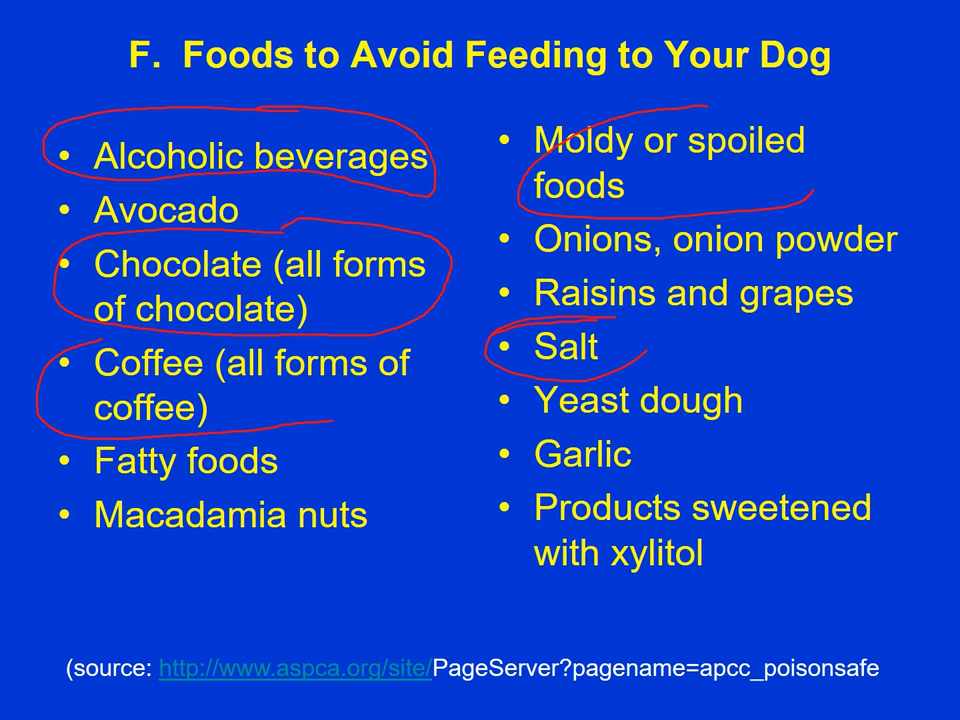 F. Foods to Avoid Feeding to Your Dog
• Alcoholic beverages
• Avocado
• Chocolate (all forms
of chocolate)
• Coffee (all forms of
coffee)
• Fatty foods
• Macadamia nuts
• Moldy or spoiled
foods
• Onions, onion powder
• Raisins and grapes
• Salt
• Yeast dough
• Garlic
• Products sweetened
with xylitol
(source: http://www.aspca.org/site/PageServer?pagename=apcc_poisonsafe